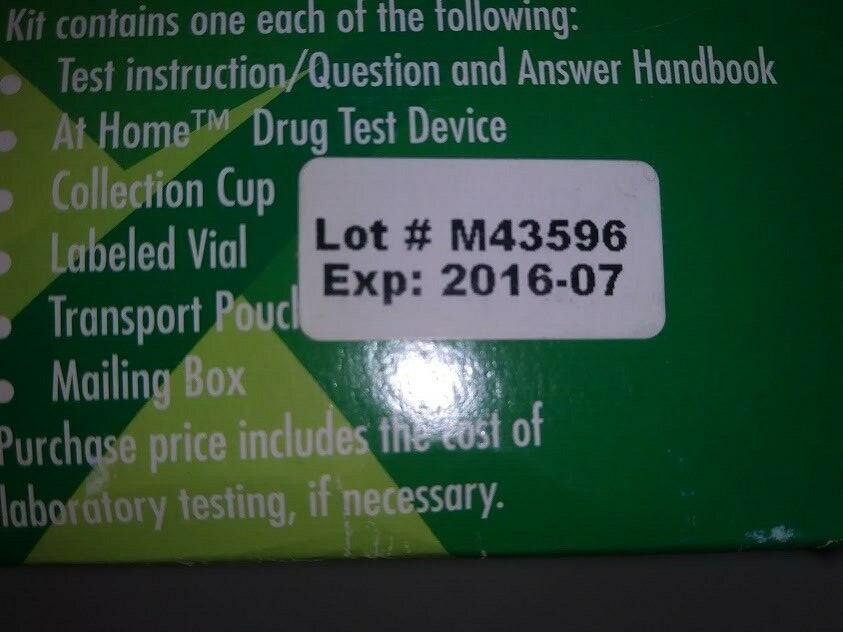 Kit contains one each of the following:
Test instruction/Question and Answer Handbook
At Home™ Drug Test Device
Collection Cup
Labeled Vial
Transport Pouch
Mailing Box
Lot # M43596
Exp: 2016-07
Purchase price includes the cost of
laboratory testing, if necessary.